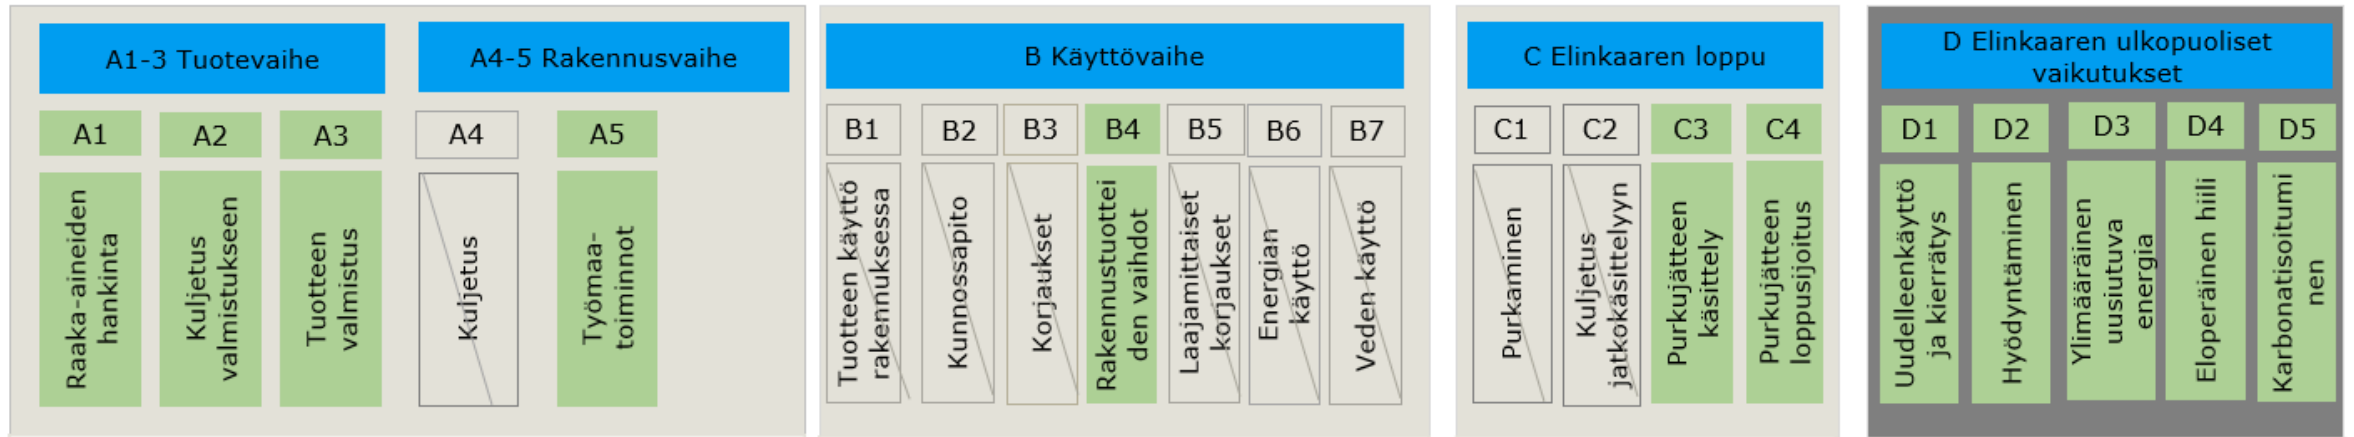 A1-3 Tuotevaihe
A4-5 Rakennusvaihe
A1
A2
A3
A4
A5
Raaka-aineiden
hankinta
Kuljetus
valmistukseen
Tuotteen
valmistus
Kuljetus
Työmaa-
toiminnot
B Käyttövaihe
B1
B2
B3
B4
B5
B6
B7
Tuotteen käyttö
rakennuksessa
Kunnossapito
Korjaukset
Rakennustuottei
den vaihdot
Laajamittaiset
korjaukset
Energian
käyttö
Veden käyttö
C Elinkaaren loppu
C1
C2
C3
C4
Purkaminen
Kuljetus
jatkokäsittelyyn
Purkujätteen
käsittely
Purkujätteen
loppusijoitus
D Elinkaaren ulkopuoliset
vaikutukset
D1
D2
D3
D4
D5
Uudelleenkäyttö
ja kierrätys
Hyödyntäminen
Ylimääräinen
uusiutuva
energia
Eloperäinen hiili
Karbonatisoitumi
nen